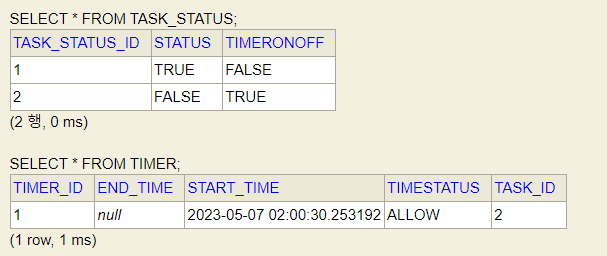 SELECT * FROM TASK_STATUS;
TASK_STATUS_ID STATUS TIMERONOFF
1 TRUE FALSE
2 FALSE TRUE
(2 행, 0 ms)
SELECT * FROM TIMER;
TIMER_ID END_TIME START_TIME TIMESTATUS TASK_ID
1 null 2023-05-07 02:00:30.253192 ALLOW 2
(1 row, 1 ms)